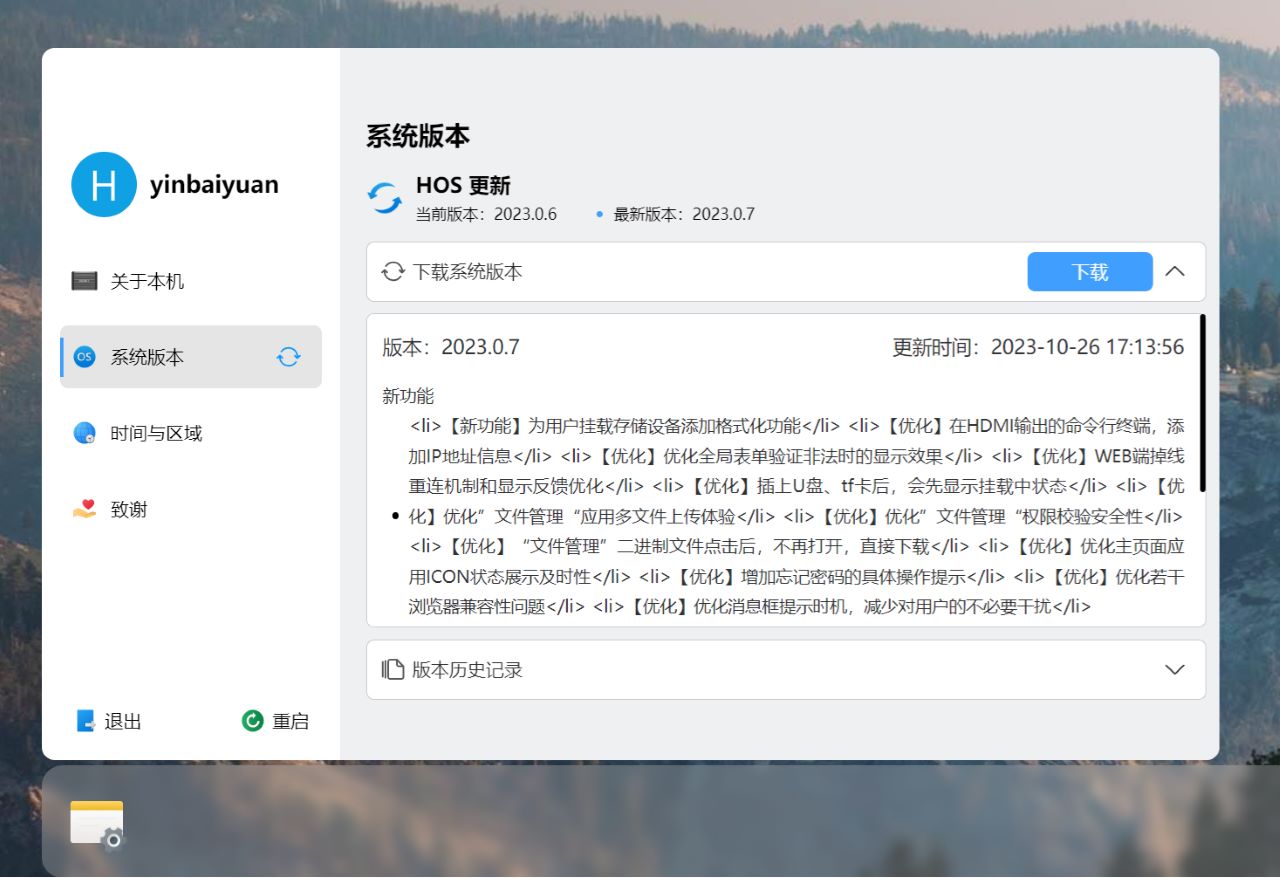 H
yinbaiyuan
关于本机
OS
系统版本
时间与区域
致谢
退出
重启
系统版本
HOS 更新
当前版本：2023.0.6
最新版本：2023.0.7
下载系统版本
下载
版本：2023.0.7
更新时间：2023-10-26 17:13:56
新功能
<li>【新功能】为用户挂载存储设备添加格式化功能</li> <li>【优化】在HDMI输出的命令行终端，添
加IP地址信息</li> <li>【优化】优化全局表单验证非法时的显示效果</li> <li>【优化】WEB端掉线
重连机制和显示反馈优化</li> <li>【优化】插上U盘、tf卡后，会先显示挂载中状态</li> <li>【优
化】优化”文件管理“应用多文件上传体验</li> <li>【优化】优化”文件管理“权限校验安全性</li>
<li>【优化】“文件管理”二进制文件点击后，不再打开，直接下载</li> <li>【优化】优化主页面应
用ICON状态展示及时性</li> <li>【优化】增加忘记密码的具体操作提示</li> <li>【优化】优化若干
浏览器兼容性问题</li> <li>【优化】优化消息框提示时机，减少对用户的不必要干扰</li>
版本历史记录